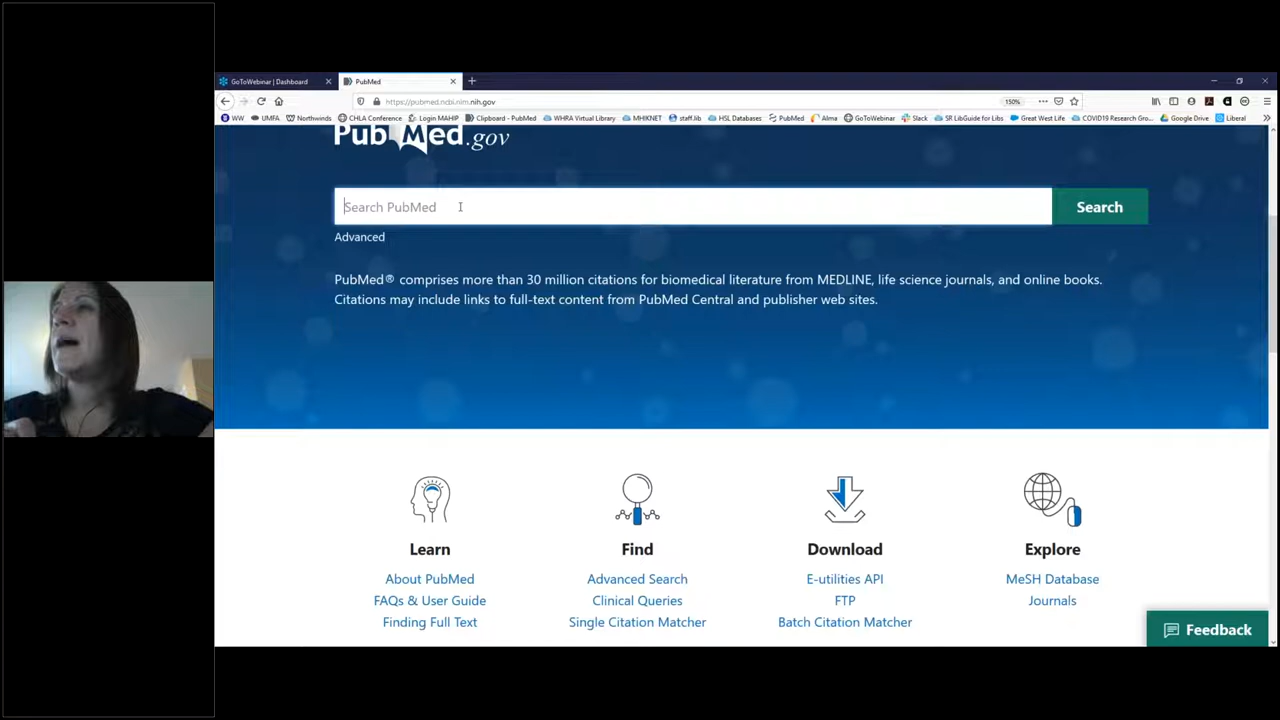 GoToWebinar | Dashboard
PubMed
https://pubmed.ncbi.nlm.nih.gov
150%
WW
UMFA
Northwinds
CHLA Conference
Login MAHIP
Clipboard - PubMed
WHRA Virtual Library
MHIKNET
staff.lib
HSL Databases
PubMed
Alma
GoToWebinar
Slack
SR LibGuide for Libs
Great West Life
COVID19 Research Gro...
Google Drive
Liberal
PubMed.gov
Search PubMed
Search
Advanced
PubMed® comprises more than 30 million citations for biomedical literature from MEDLINE, life science journals, and online books.
Citations may include links to full-text content from PubMed Central and publisher web sites.
Learn
About PubMed
FAQs & User Guide
Finding Full Text
Find
Advanced Search
Clinical Queries
Single Citation Matcher
Download
E-utilities API
FTP
Batch Citation Matcher
Explore
MeSH Database
Journals
Feedback